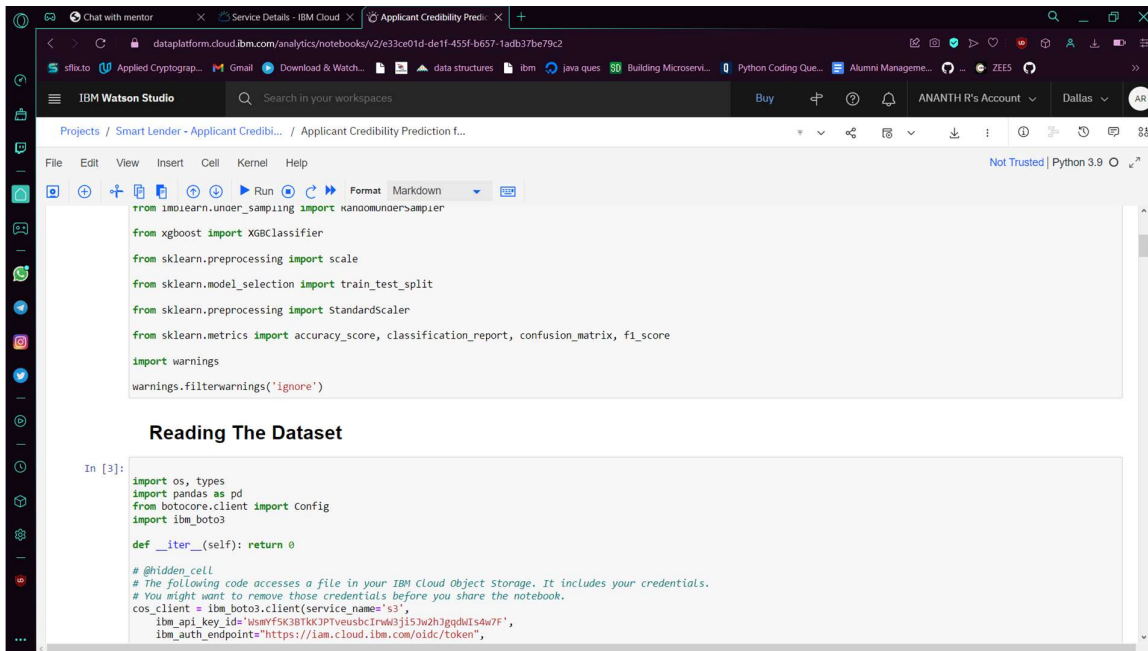 Chat with mentor
Service Details - IBM Cloud
Applicant Credibility Predic
dataplatform.cloud.ibm.com/analytics/notebooks/v2/e33ce01d-de1f-455f-b657-1adb37be79c2
sflix.to Applied Cryptograp... Gmail Download & Watch... data structures ibm java ques Building Microservi... Python Coding Que... Alumni Manageme... ... ZEE5 »
IBM Watson Studio Search in your workspaces Buy ANANTH R's Account Dallas AR
Projects / Smart Lender - Applicant Credibi... / Applicant Credibility Prediction f...
File Edit View Insert Cell Kernel Help Not Trusted | Python 3.9
Run Format Markdown
from imblearn.under_sampling import RandomUnderSampler
from xgboost import XGBClassifier
from sklearn.preprocessing import scale
from sklearn.model_selection import train_test_split
from sklearn.preprocessing import StandardScaler
from sklearn.metrics import accuracy_score, classification_report, confusion_matrix, f1_score
import warnings
warnings.filterwarnings('ignore')
Reading The Dataset
In [3]:
import os, types
import pandas as pd
from botocore.client import Config
import ibm_boto3
def __iter__(self): return 0
# @hidden_cell
# The following code accesses a file in your IBM Cloud Object Storage. It includes your credentials.
# You might want to remove those credentials before you share the notebook.
cos_client = ibm_boto3.client(service_name='s3',
ibm_api_key_id='WsmYf5K3BTkKJPTveusbcIrwW3ji5Jw2hJgqdWIs4w7F',
ibm_auth_endpoint="https://iam.cloud.ibm.com/oidc/token",